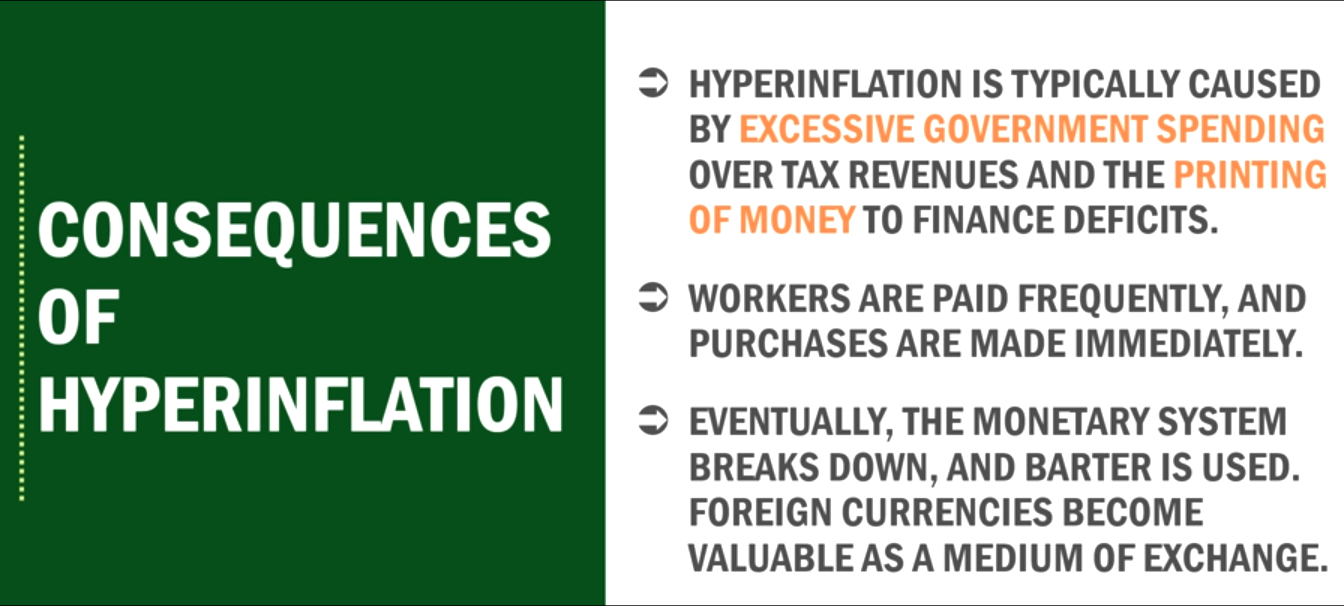 CONSEQUENCES
OF
HYPERINFLATION
HYPERINFLATION IS TYPICALLY CAUSED
BY EXCESSIVE GOVERNMENT SPENDING
OVER TAX REVENUES AND THE PRINTING
OF MONEY TO FINANCE DEFICITS.
WORKERS ARE PAID FREQUENTLY, AND
PURCHASES ARE MADE IMMEDIATELY.
EVENTUALLY, THE MONETARY SYSTEM
BREAKS DOWN, AND BARTER IS USED.
FOREIGN CURRENCIES BECOME
VALUABLE AS A MEDIUM OF EXCHANGE.